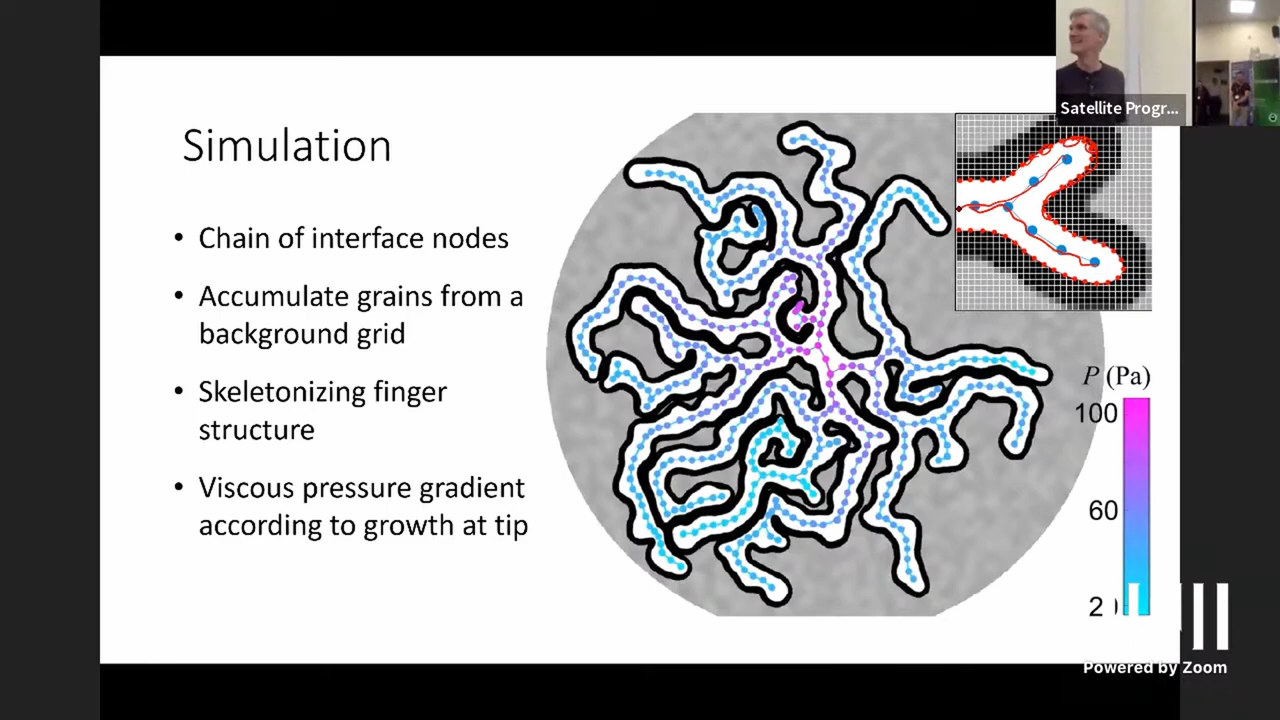 Satellite Progr...
Simulation
• Chain of interface nodes
• Accumulate grains from a
background grid
• Skeletonizing finger
structure
• Viscous pressure gradient
according to growth at tip
P (Pa)
100
60
Powered by Zoom